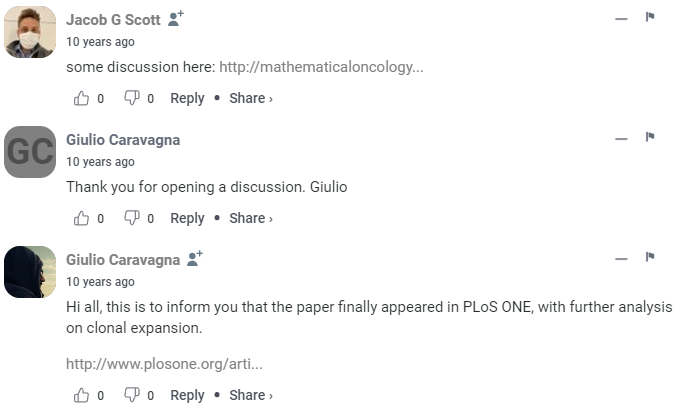 Jacob G Scott
10 years ago
some discussion here: http://mathematicaloncology...
0 0 Reply • Share ›
GC
Giulio Caravagna
10 years ago
Thank you for opening a discussion. Giulio
0 0 Reply • Share ›
Giulio Caravagna
10 years ago
Hi all, this is to inform you that the paper finally appeared in PLoS ONE, with further analysis
on clonal expansion.
http://www.plosone.org/arti...
0 0 Reply • Share ›